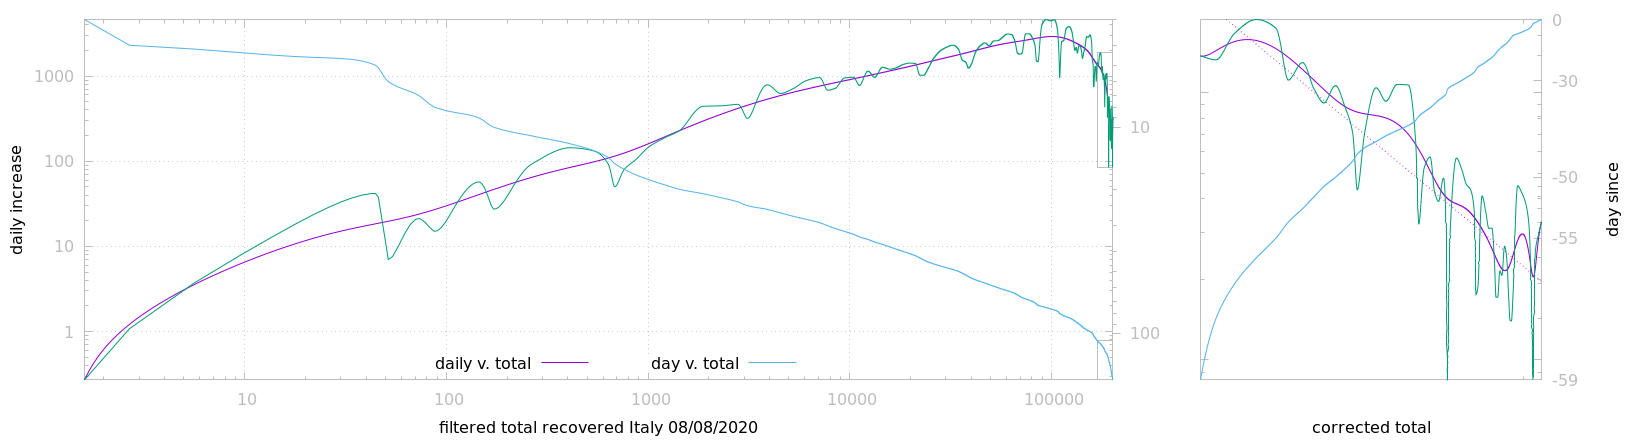 daily increase
1000
100
10
1
10
100
1000
10000
100000
10
100
daily v. total
day v. total
filtered total recovered Italy 08/08/2020
0
-30
-50
-55
-59
day since
corrected total